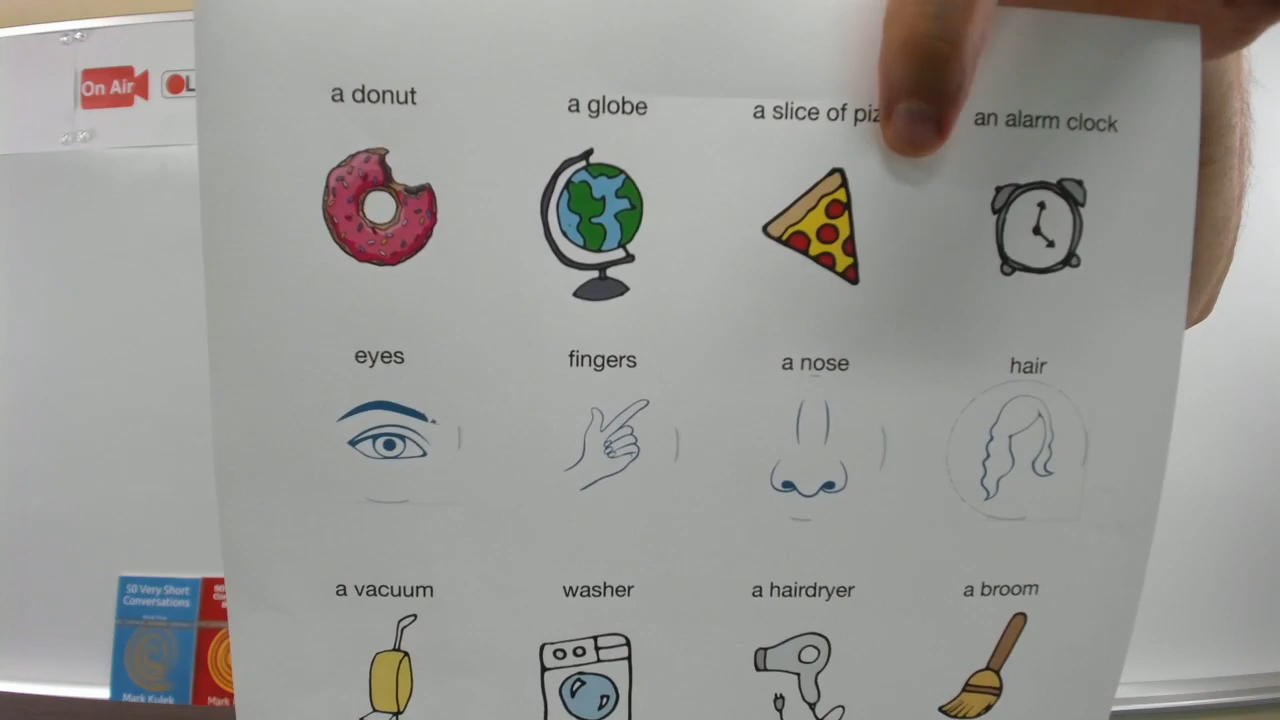 On Air
a donut
a globe
a slice of
an alarm clock
eyes
fingers
a nose
hair
a vacuum
washer
a hairdryer
a broom
50 Very Short
Conversations
Mark Kulek
Mark